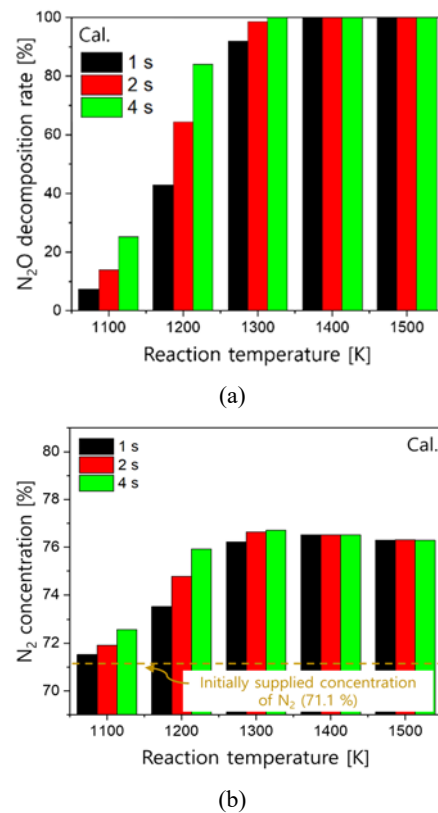 100
80
60
40
20
0
N₂O decomposition rate [%]
Cal.
1 s
2 s
4 s
1100 1200 1300 1400 1500
Reaction temperature [K]
(a)
80
78
76
74
72
70
N₂ concentration [%]
1 s
2 s
4 s
Cal.
Initially supplied concentration
of N₂ (71.1 %)
1100 1200 1300 1400 1500
Reaction temperature [K]
(b)